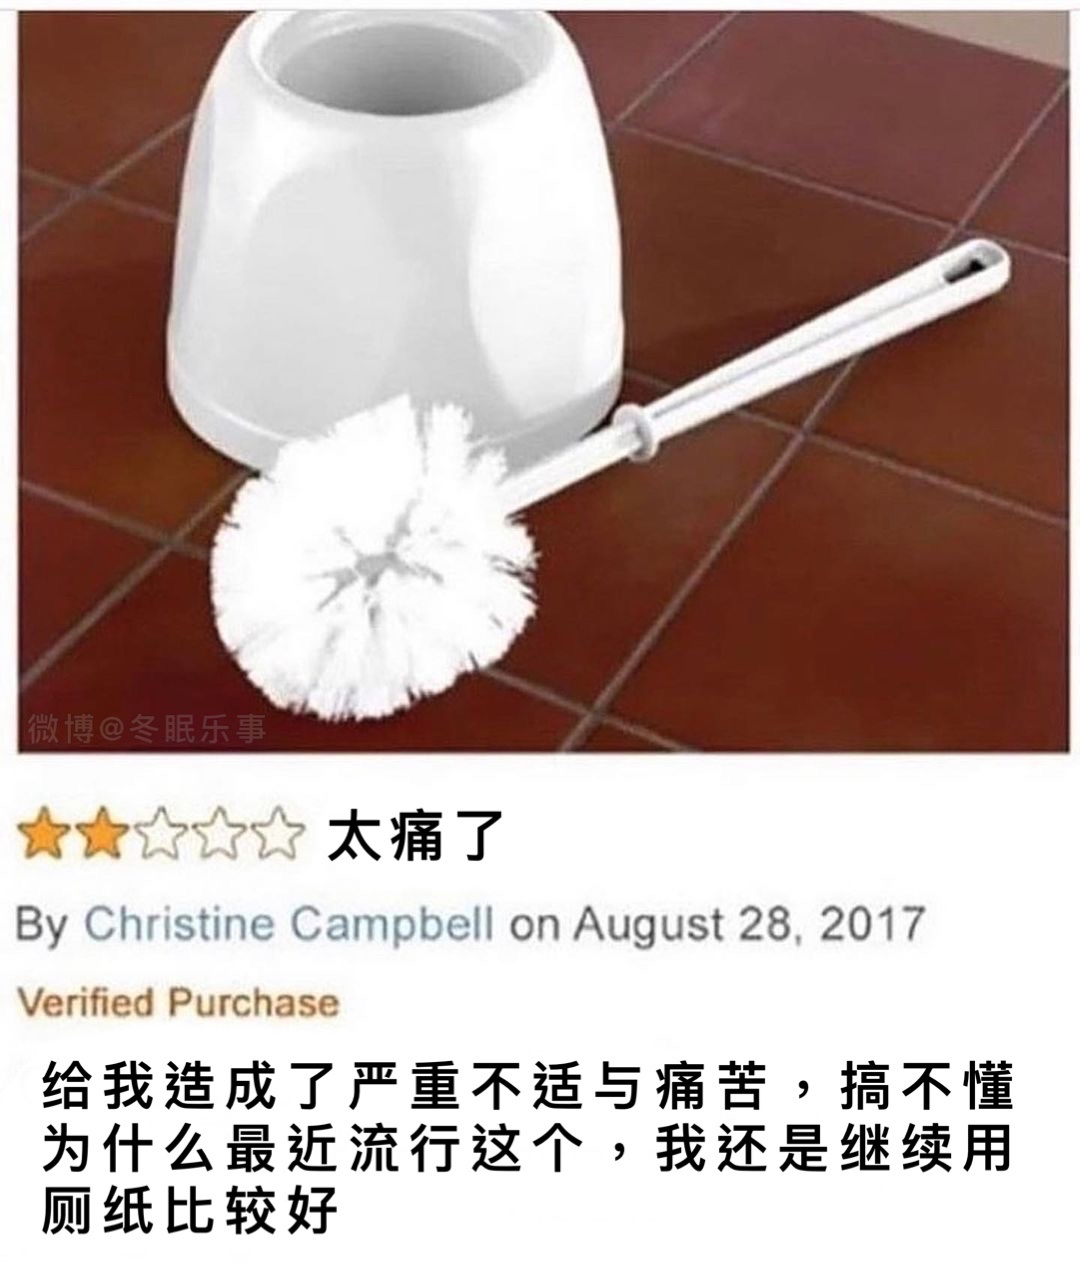 微博@冬眠乐事
太痛了
By Christine Campbell on August 28, 2017
Verified Purchase
给我造成了严重不适与痛苦，搞不懂
为什么最近流行这个，我还是继续用
厕纸比较好